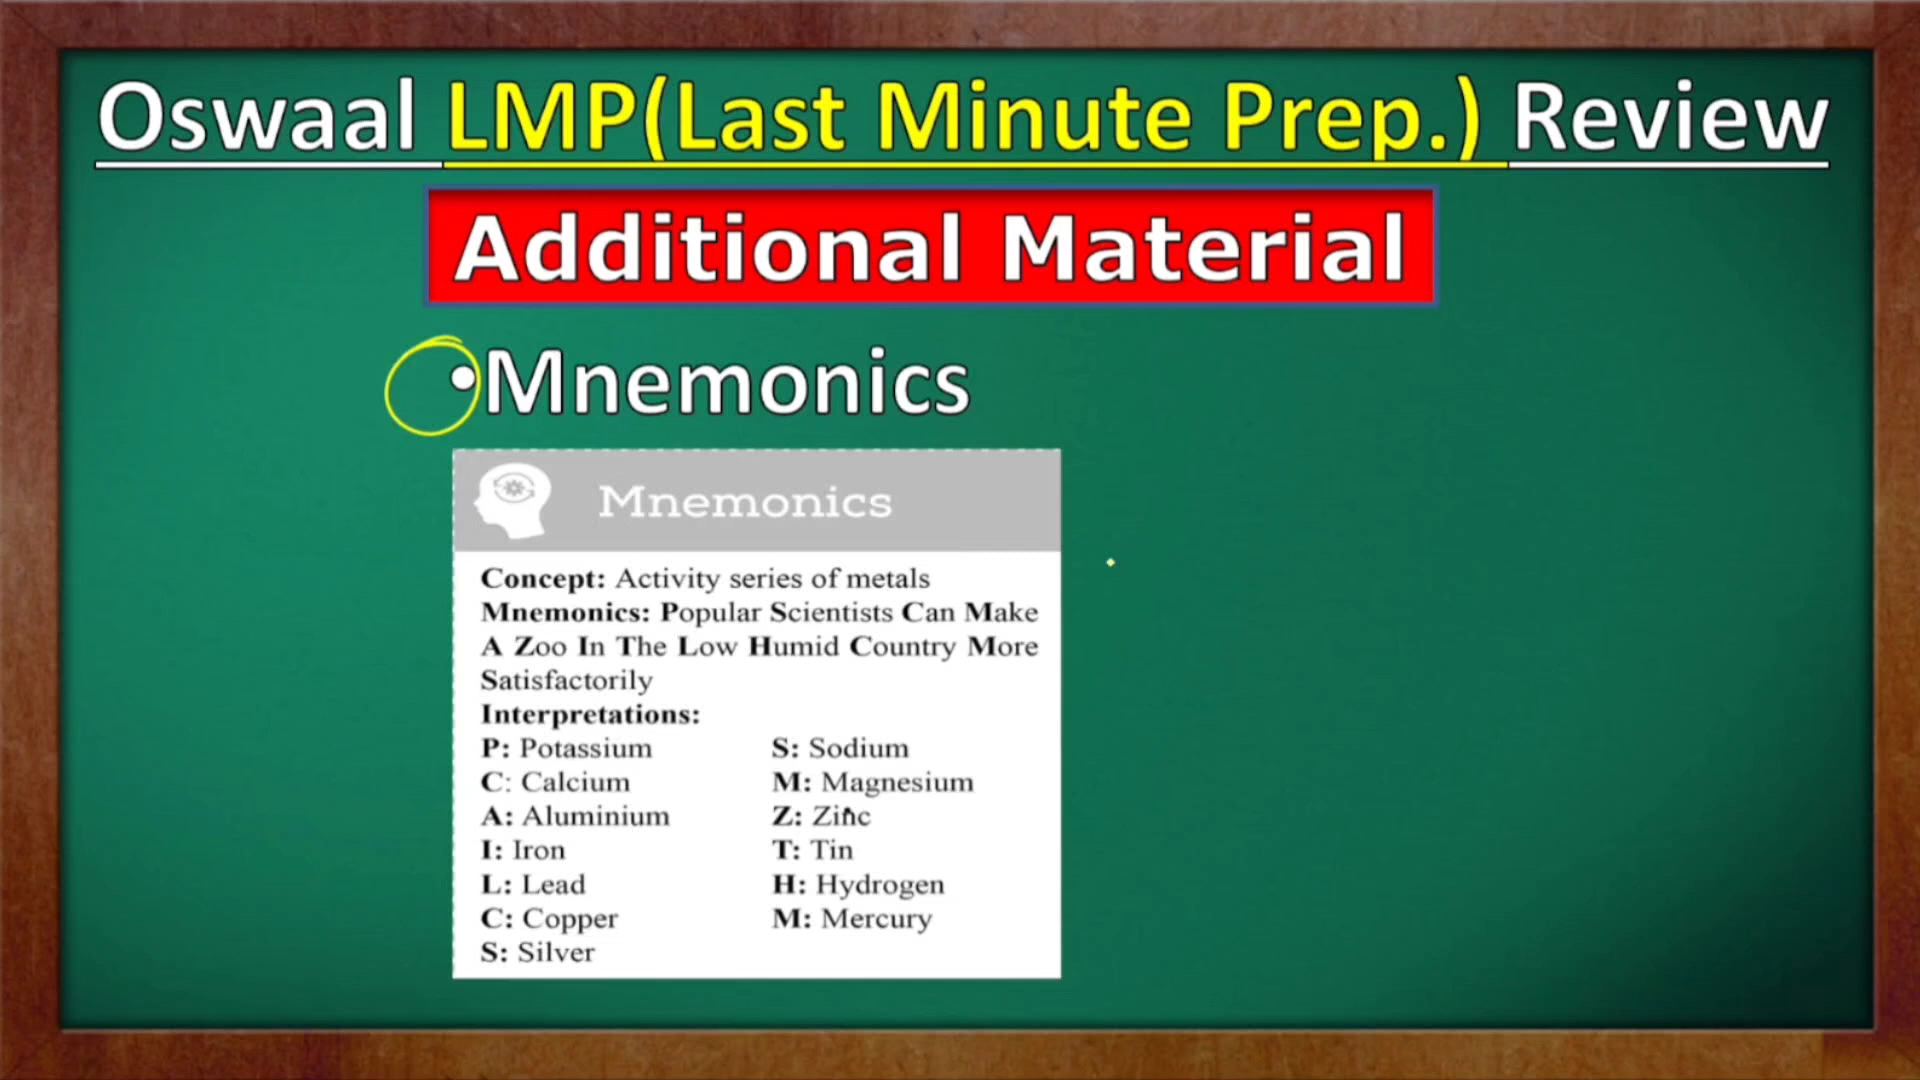 Oswaal LMP(Last Minute Prep.) Review
Additional Material
•Mnemonics
Mnemonics
Concept: Activity series of metals
Mnemonics: Popular Scientists Can Make
A Zoo In The Low Humid Country More
Satisfactorily
Interpretations:
P: Potassium S: Sodium
C: Calcium M: Magnesium
A: Aluminium Z: Zinc
I: Iron T: Tin
L: Lead H: Hydrogen
C: Copper M: Mercury
S: Silver